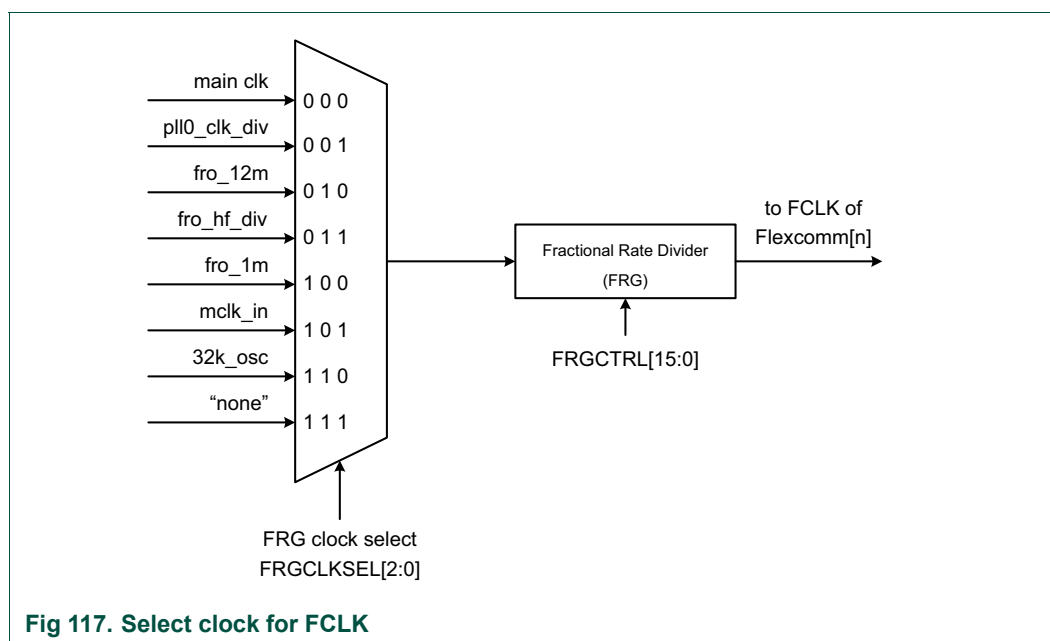 main clk
0 0 0
pll0_clk_div
0 0 1
fro_12m
0 1 0
fro_hf_div
0 1 1
fro_1m
1 0 0
mclk_in
1 0 1
32k_osc
1 1 0
“none”
1 1 1
FRG clock select
FRGCLKSEL[2:0]
Fractional Rate Divider
(FRG)
FRGCTRL[15:0]
to FCLK of
Flexcomm[n]
Fig 117. Select clock for FCLK